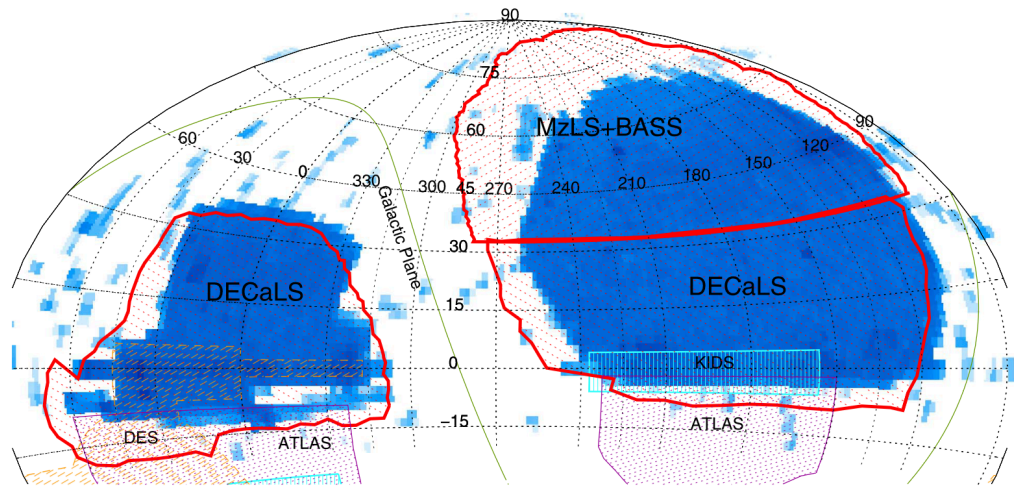 90
75
60
MzLS+BASS
90
120
150
180
210
240
270
45
300
330
0
30
60
Galactic Plane
30
DECaLS
DECaLS
15
0
KIDS
−15
DES
ATLAS
ATLAS